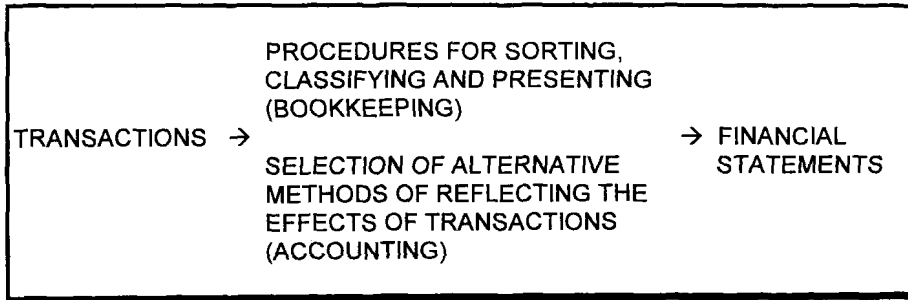 PROCEDURES FOR SORTING,
CLASSIFYING AND PRESENTING
(BOOKKEEPING)
TRANSACTIONS → → FINANCIAL
STATEMENTS
SELECTION OF ALTERNATIVE
METHODS OF REFLECTING THE
EFFECTS OF TRANSACTIONS
(ACCOUNTING)